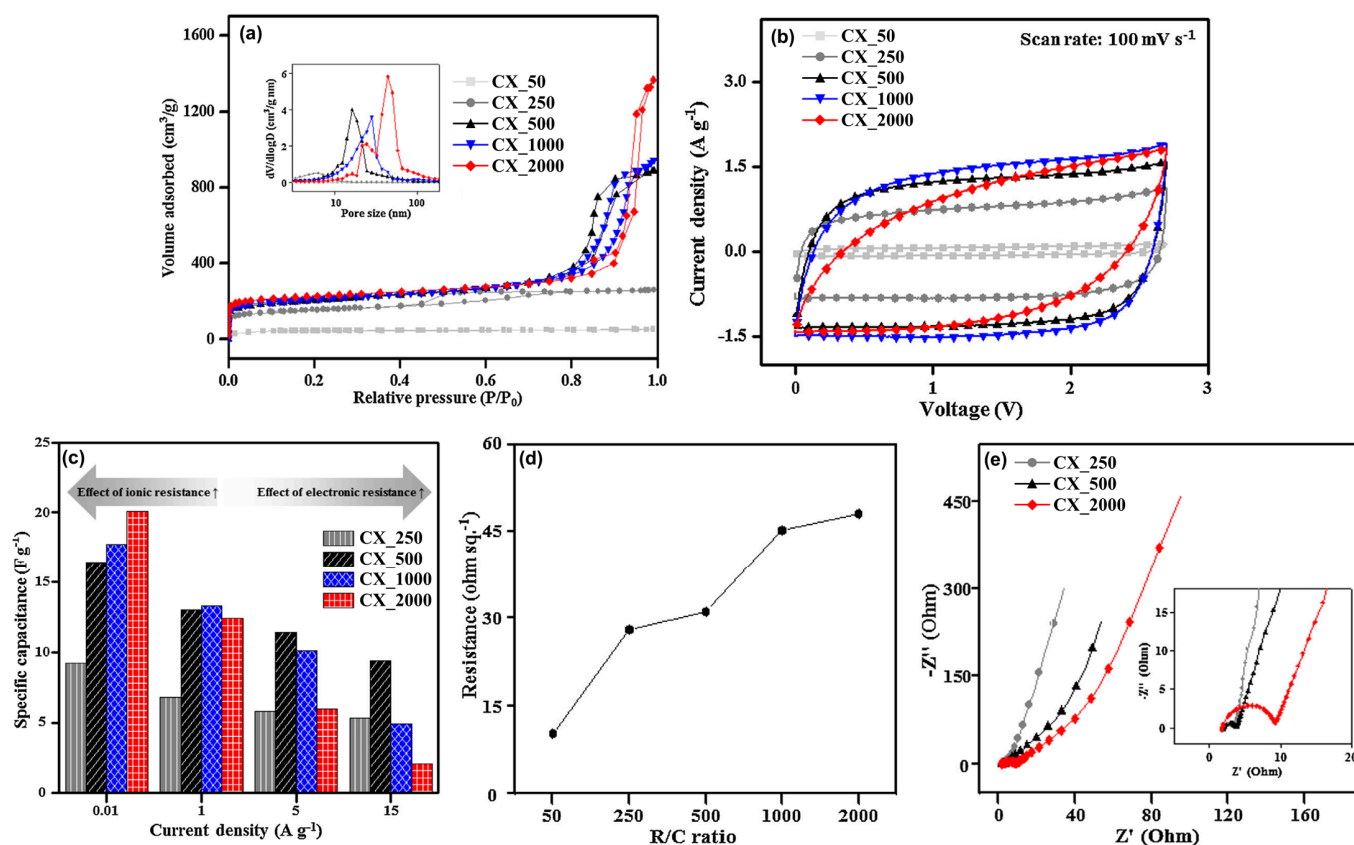 (a)
1600
1200
800
400
0
Volume adsorbed (cm³/g)
0.0 0.2 0.4 0.6 0.8 1.0
Relative pressure (P/P₀)
6
4
2
0
dV/dlogD (cm³/g nm)
10 100
Pore size (nm)
CX_50
CX_250
CX_500
CX_1000
CX_2000
(b)
CX_50
CX_250
CX_500
CX_1000
CX_2000
Scan rate: 100 mV s⁻¹
3.0
1.5
0.0
-1.5
Current density (A g⁻¹)
0 1 2 3
Voltage (V)
(c)
25
20
15
10
5
0
Specific capacitance (F g⁻¹)
Effect of ionic resistance ↑
Effect of electronic resistance ↑
CX_250
CX_500
CX_1000
CX_2000
0.01 1 5 15
Current density (A g⁻¹)
(d)
60
45
30
15
0
Resistance (ohm sq.⁻¹)
50 250 500 1000 2000
R/C ratio
(e)
CX_250
CX_500
CX_2000
450
300
150
0
-Z'' (Ohm)
0 40 80 120 160
Z' (Ohm)
15
10
5
0
-Z'' (Ohm)
0 10 20
Z' (Ohm)